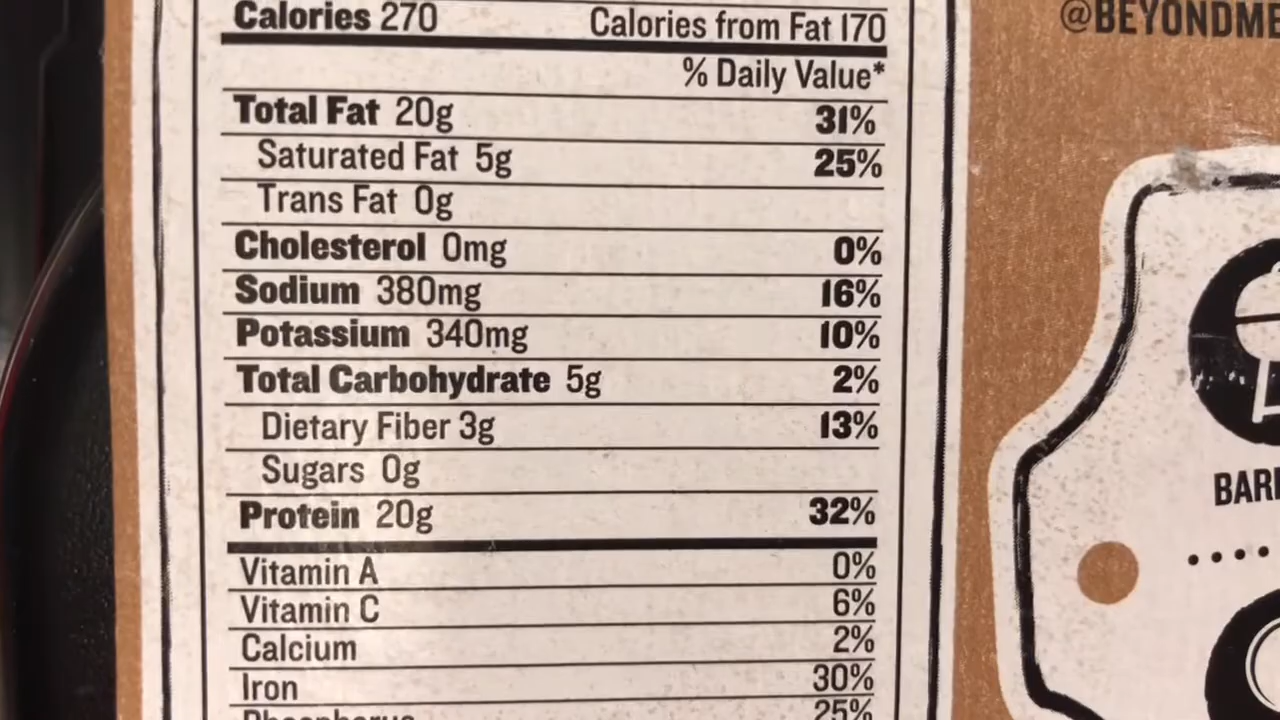 Calories 270 Calories from Fat 170
@BEYONDME
% Daily Value*
Total Fat 20g 31%
Saturated Fat 5g 25%
Trans Fat 0g
Cholesterol 0mg 0%
Sodium 380mg 16%
Potassium 340mg 10%
Total Carbohydrate 5g 2%
Dietary Fiber 3g 13%
Sugars 0g
BAR
Protein 20g 32%
Vitamin A 0%
Vitamin C 6%
Calcium 2%
Iron 30%
Phosphorus 25%